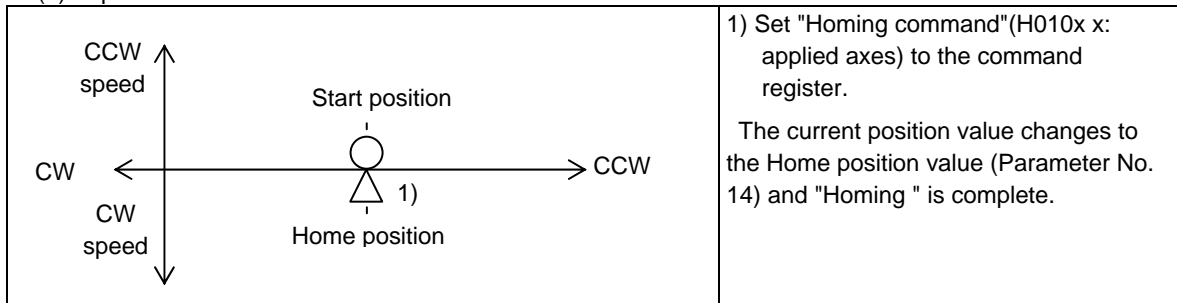 CCW
speed
Start position
CW
CCW
1)
CW
speed
Home position
1) Set "Homing command"(H010x x:
applied axes) to the command
register.
The current position value changes to
the Home position value (Parameter No.
14) and "Homing " is complete.